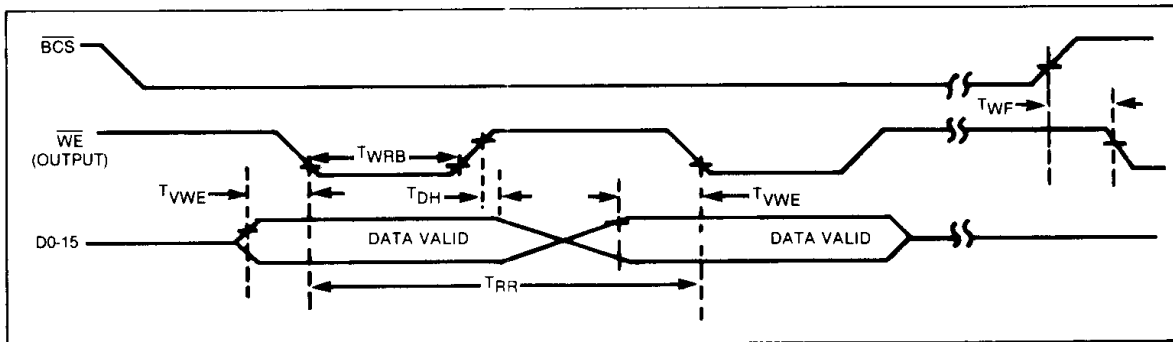 BCS
TWF
WE
(OUTPUT)
TWRB
TVWE
TDH
TVWE
D0-15
DATA VALID
DATA VALID
TRR